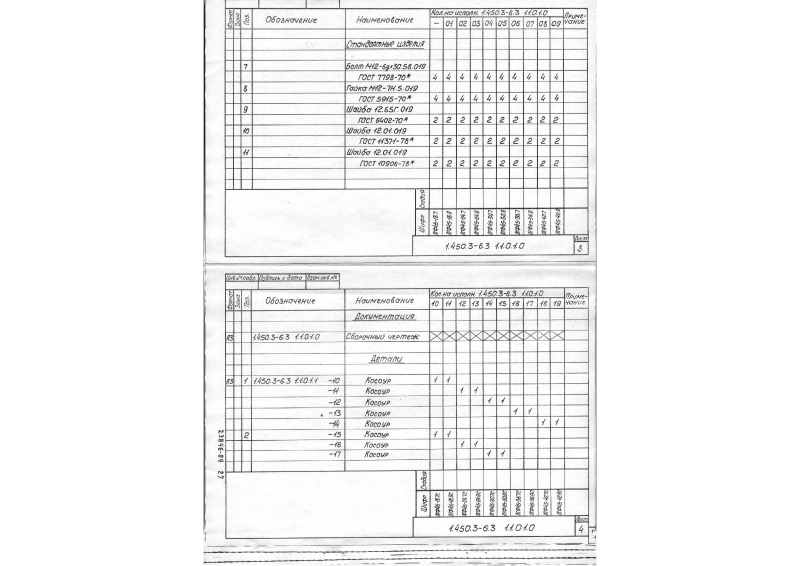 Формат Зона Поз. Обозначение Наименование Кол. на исполн. 1.450.3-6.3 1.1.0.1.0 Приме-
чание
– 01 02 03 04 05 06 07 08 09
Стандартные изделия
7 Болт М12-6gх30.58.019
ГОСТ 7798-70* 4 4 4 4 4 4 4 4 4 4
8 Гайка М12-7Н.5.019
ГОСТ 5915-70* 4 4 4 4 4 4 4 4 4 4
9 Шайба 12.65Г.019
ГОСТ 6402-70* 2 2 2 2 2 2 2 2 2 2
10 Шайба 12.01.019
ГОСТ 11371-78* 2 2 2 2 2 2 2 2 2 2
11 Шайба 12.01.019
ГОСТ 10906-78* 2 2 2 2 2 2 2 2 2 2
Стадия
Шифр
1.450.3-6.3 1.1.0.1.0
Лист
3
Инв.№ подл. Подпись и дата Взам.инв.№
Формат Зона Поз. Обозначение Наименование Кол. на исполн. 1.450.3-6.3 1.1.0.1.0 Приме-
чание
10 11 12 13 14 15 16 17 18 19
Документация
А3 1.450.3-6.3 1.1.0.1.0 Сборочный чертеж
Детали
А3 1 1.450.3-6.3 1.1.0.1.1 -10 Косоур 1 1
-11 Косоур 1 1
-12 Косоур 1 1
-13 Косоур 1 1
-14 Косоур 1 1
2 -15 Косоур 1 1
-16 Косоур 1 1
-17 Косоур 1 1
23846-04 27
Стадия
Шифр
1.450.3-6.3 1.1.0.1.0
Лист
4